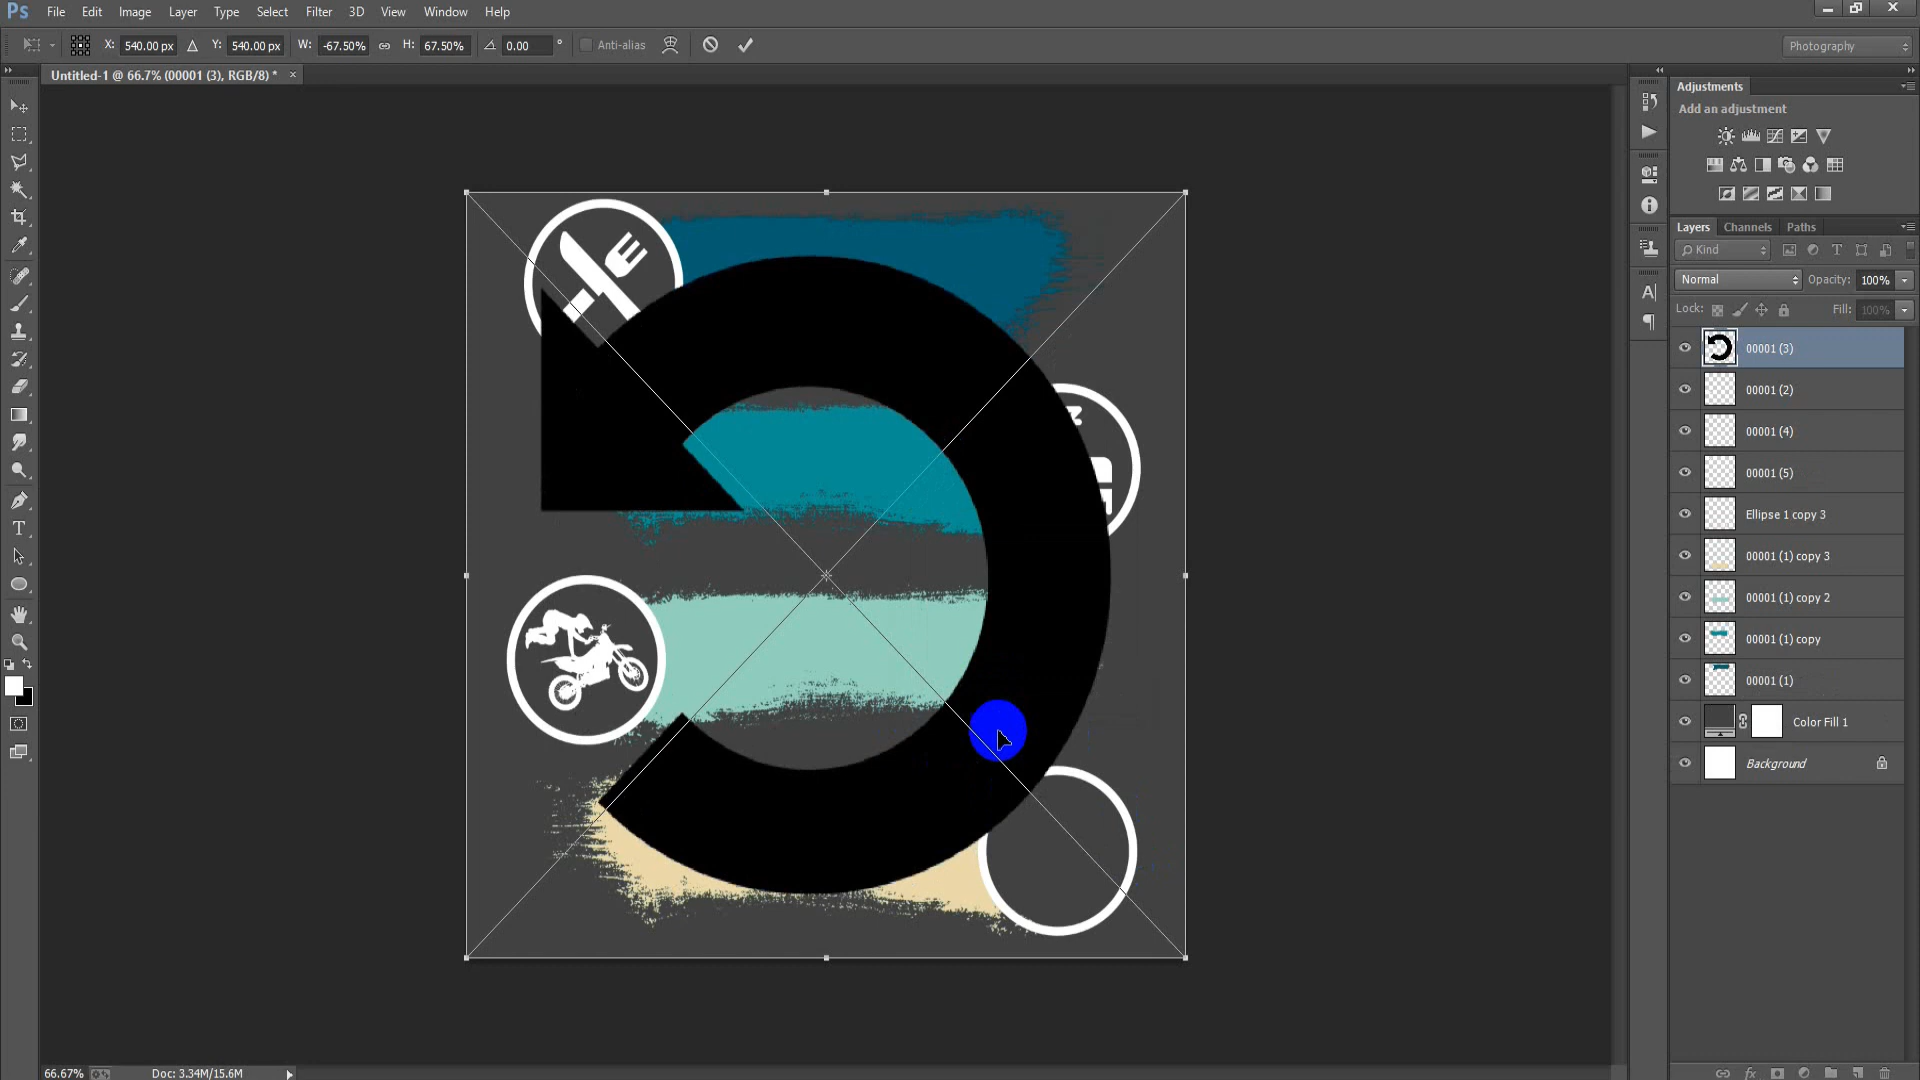 Ps File Edit Image Layer Type Select Filter 3D View Window Help
X: 540.00 px Y: 540.00 px W: -67.50% H: 67.50% 0.00 ° Anti-alias Photography
Untitled-1 @ 66.7% (00001 (3), RGB/8) * ×
Adjustments
Add an adjustment
Layers Channels Paths
Kind
Normal Opacity: 100%
Lock: Fill: 100%
00001 (3)
00001 (2)
00001 (4)
00001 (5)
Ellipse 1 copy 3
00001 (1) copy 3
00001 (1) copy 2
00001 (1) copy
00001 (1)
Color Fill 1
Background
66.67% Doc: 3.34M/15.6M